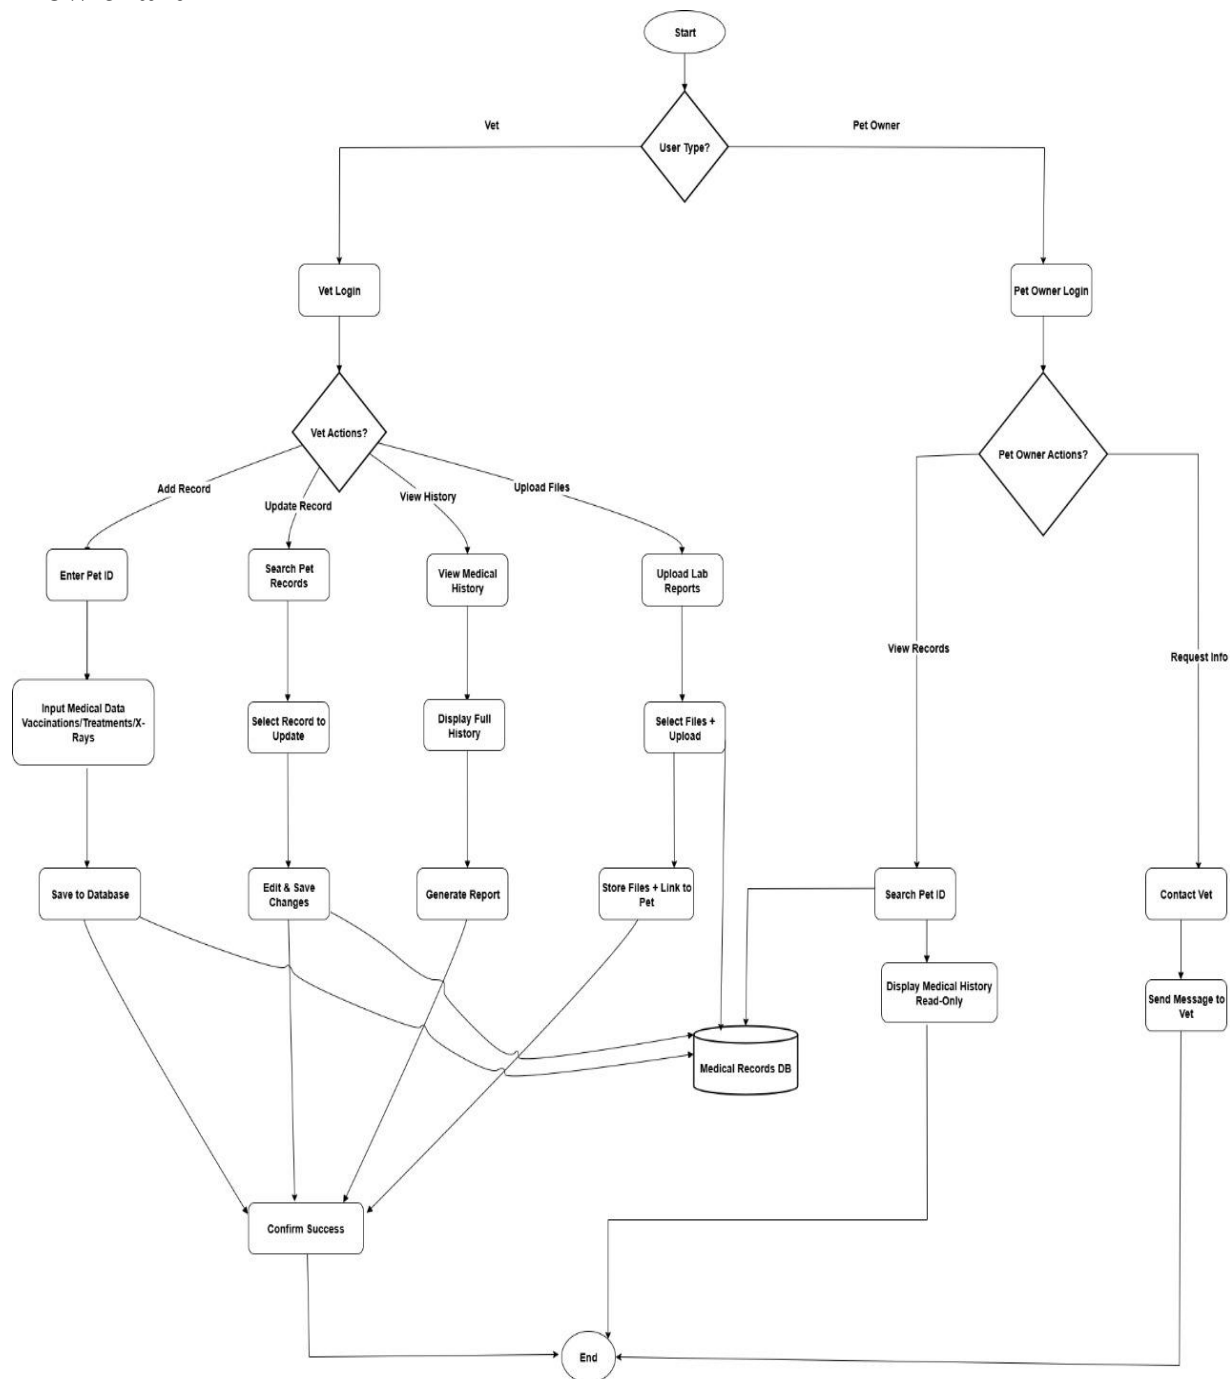 Start
Vet
Pet Owner
User Type?
Vet Login
Pet Owner Login
Vet Actions?
Pet Owner Actions?
Add Record
Update Record
View History
Upload Files
Enter Pet ID
Search Pet
Records
View Medical
History
Upload Lab
Reports
View Records
Request Info
Input Medical Data
Vaccinations/Treatments/X-
Rays
Select Record to
Update
Display Full
History
Select Files +
Upload
Save to Database
Edit & Save
Changes
Generate Report
Store Files + Link to
Pet
Search Pet ID
Contact Vet
Display Medical History
Read-Only
Send Message to
Vet
Medical Records DB
Confirm Success
End